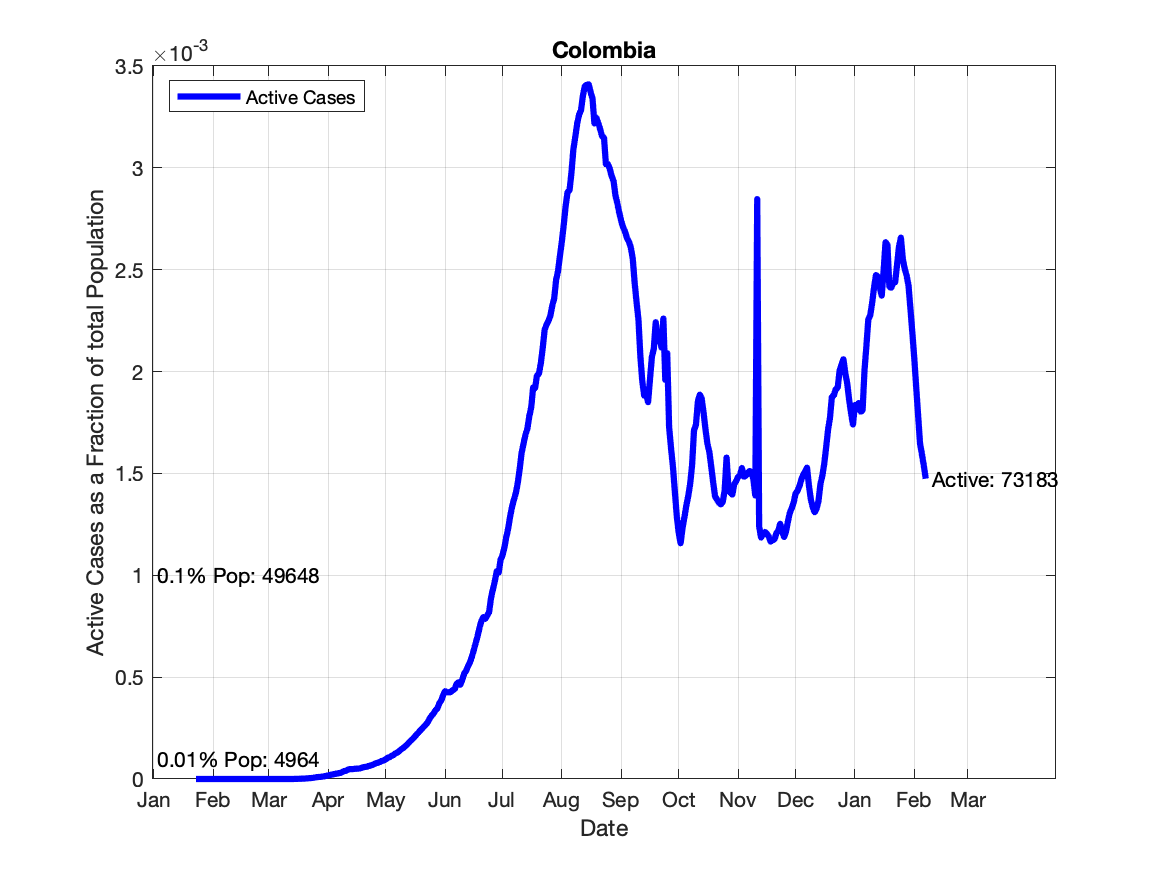 Colombia
×10-3
Active Cases
3.5
3
2.5
2
1.5
1
0.5
0
Active Cases as a Fraction of total Population
Active: 73183
0.1% Pop: 49648
0.01% Pop: 4964
Jan Feb Mar Apr May Jun Jul Aug Sep Oct Nov Dec Jan Feb Mar
Date